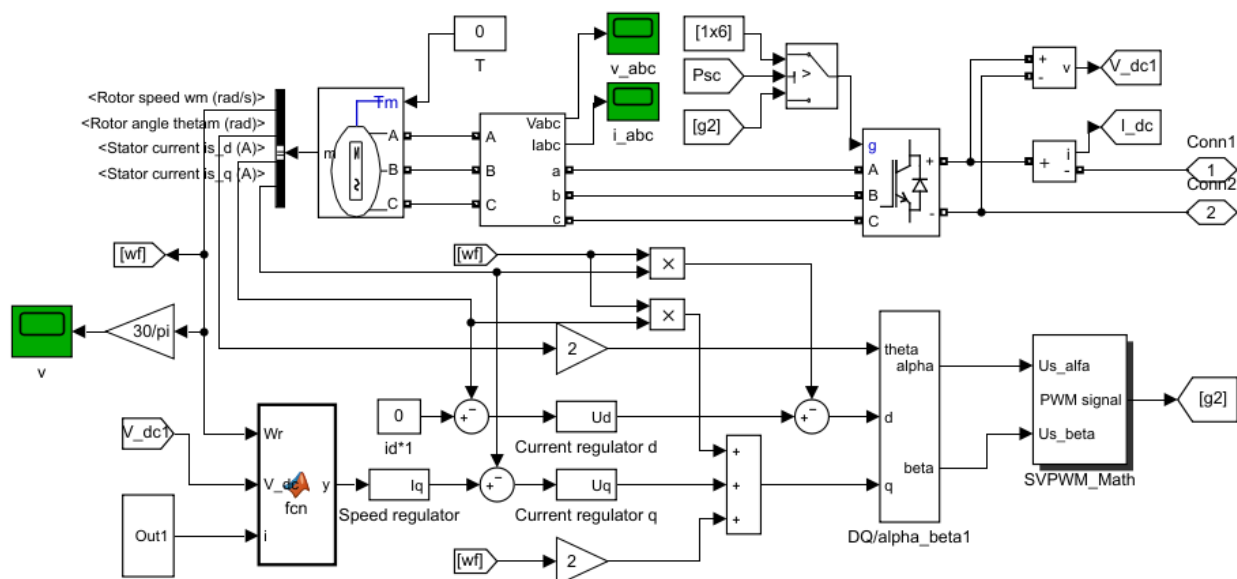 0
T
v_abc
i_abc
[1x6]
Psc
[g2]
>
+
-
v
V_dc1
I_dc
<Rotor speed wm (rad/s)>
<Rotor angle thetam (rad)>
<Stator current is_d (A)>
<Stator current is_q (A)>
m
Tm
N
A
B
C
A
B
C
Vabc
Iabc
a
b
c
g
A
B
C
+
-
+
i
-
Conn1
1
Conn2
2
[wf]
[wf]
×
×
30/pi
v
2
theta
alpha
d
beta
q
DQ/alpha_beta1
Us_alfa
PWM signal
Us_beta
SVPWM_Math
[g2]
V_dc1
Out1
Wr
V_dc
i
y
fcn
0
id*1
+
-
Ud
Current regulator d
+
-
Iq
Speed regulator
+
-
Uq
Current regulator q
+
+
+
[wf]
2